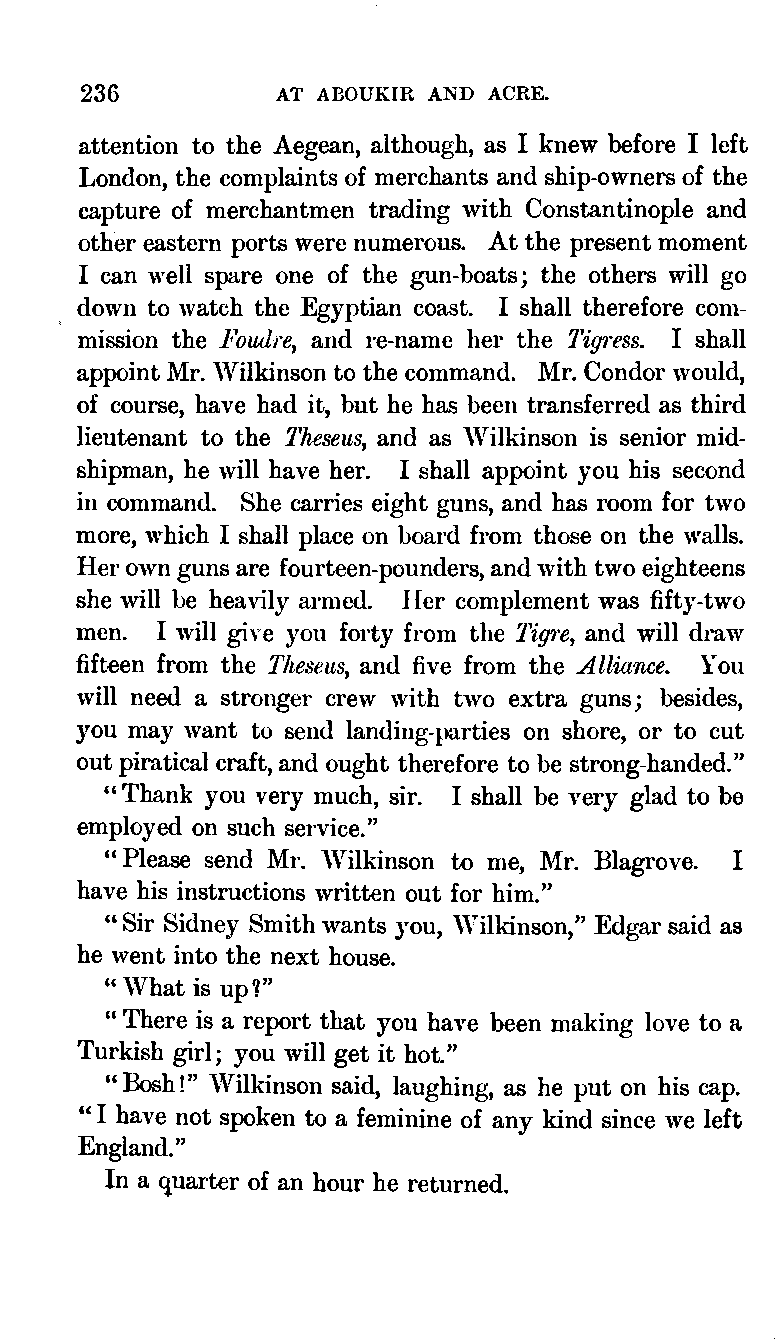 236 AT ABOUKIR AND ACRE.
attention to the Aegean, although, as I knew before I left
London, the complaints of merchants and ship-owners of the
capture of merchantmen trading with Constantinople and
other eastern ports were numerous. At the present moment
I can well spare one of the gun-boats; the others will go
down to watch the Egyptian coast. I shall therefore com-
mission the Foudre, and re-name her the Tigress. I shall
appoint Mr. Wilkinson to the command. Mr. Condor would,
of course, have had it, but he has been transferred as third
lieutenant to the Theseus, and as Wilkinson is senior mid-
shipman, he will have her. I shall appoint you his second
in command. She carries eight guns, and has room for two
more, which I shall place on board from those on the walls.
Her own guns are fourteen-pounders, and with two eighteens
she will be heavily armed. Her complement was fifty-two
men. I will give you forty from the Tigre, and will draw
fifteen from the Theseus, and five from the Alliance. You
will need a stronger crew with two extra guns; besides,
you may want to send landing-parties on shore, or to cut
out piratical craft, and ought therefore to be strong-handed."
"Thank you very much, sir. I shall be very glad to be
employed on such service."
"Please send Mr. Wilkinson to me, Mr. Blagrove. I
have his instructions written out for him."
"Sir Sidney Smith wants you, Wilkinson," Edgar said as
he went into the next house.
"What is up?"
"There is a report that you have been making love to a
Turkish girl; you will get it hot."
"Bosh!" Wilkinson said, laughing, as he put on his cap.
"I have not spoken to a feminine of any kind since we left
England."
In a quarter of an hour he returned.